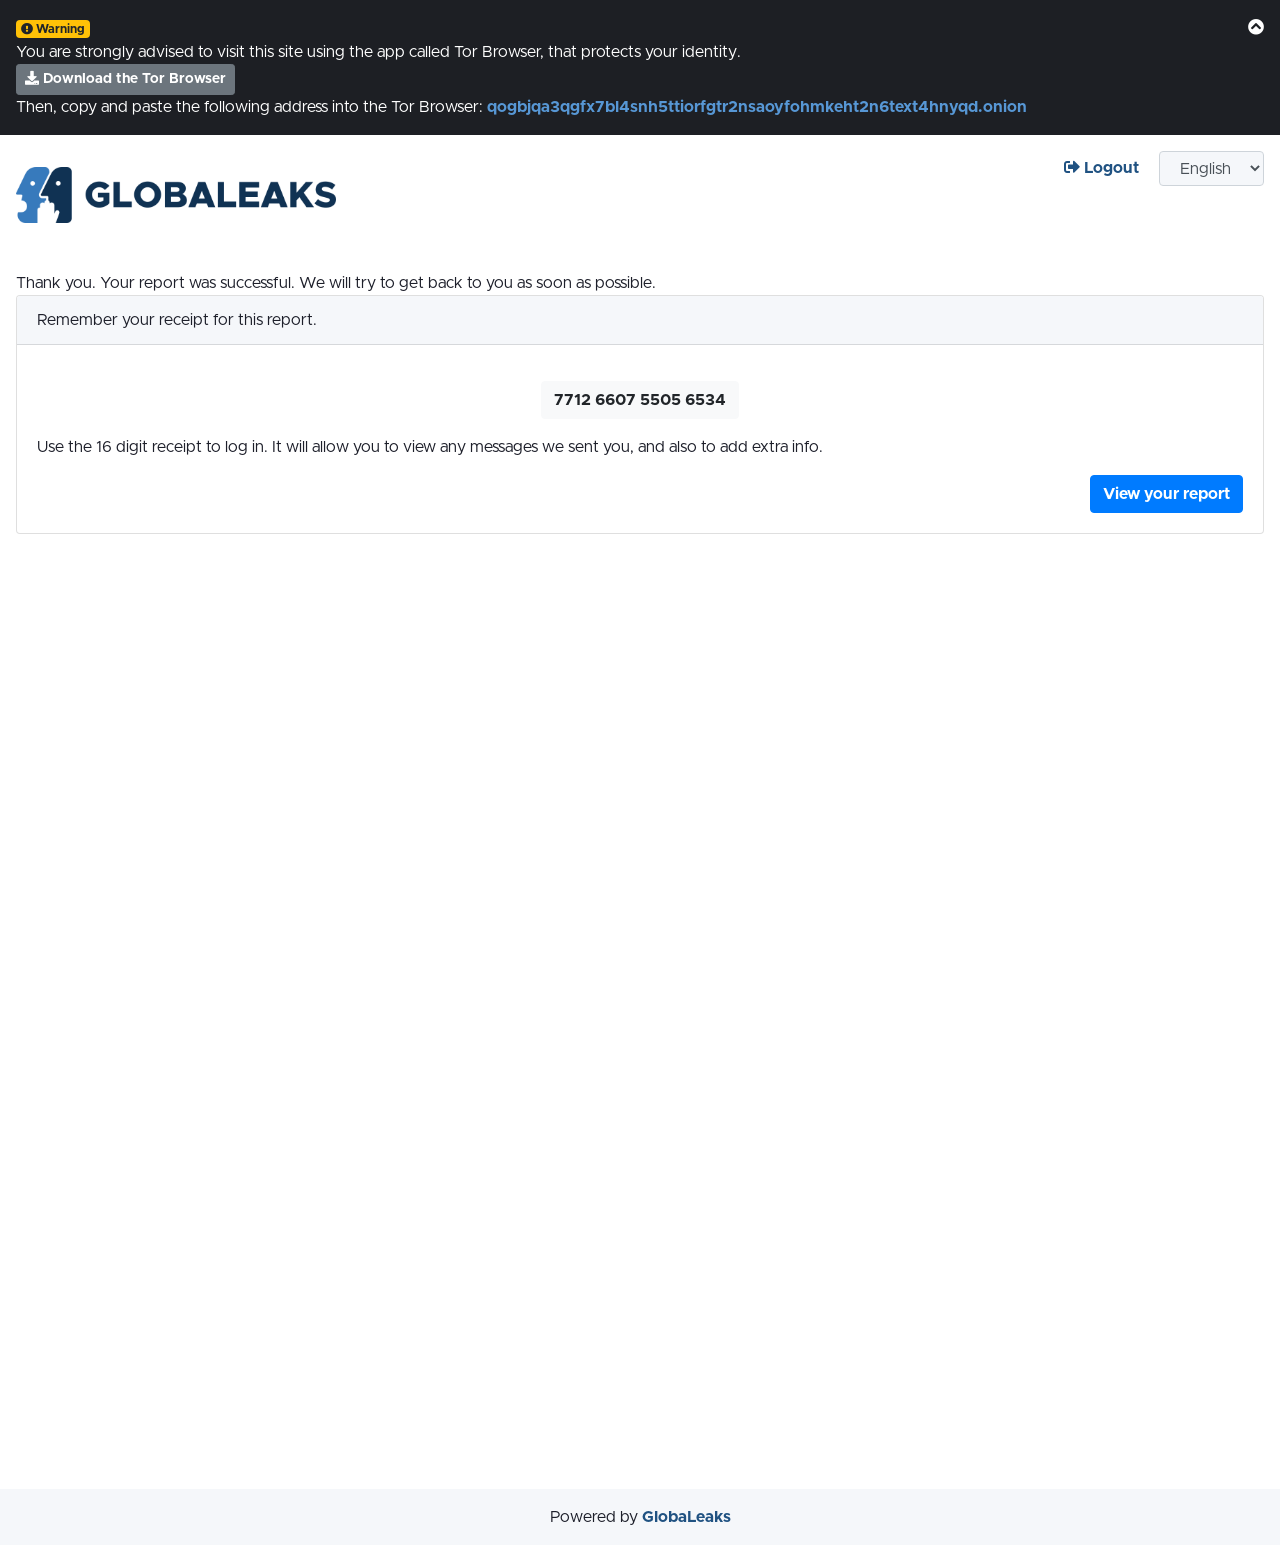 Warning
You are strongly advised to visit this site using the app called Tor Browser, that protects your identity.
Download the Tor Browser
Then, copy and paste the following address into the Tor Browser: qogbjqa3qgfx7bl4snh5ttiorfgtr2nsaoyfohmkeht2n6text4hnyqd.onion
Logout
English
GLOBALEAKS
Thank you. Your report was successful. We will try to get back to you as soon as possible.
Remember your receipt for this report.
7712 6607 5505 6534
Use the 16 digit receipt to log in. It will allow you to view any messages we sent you, and also to add extra info.
View your report
Powered by GlobaLeaks